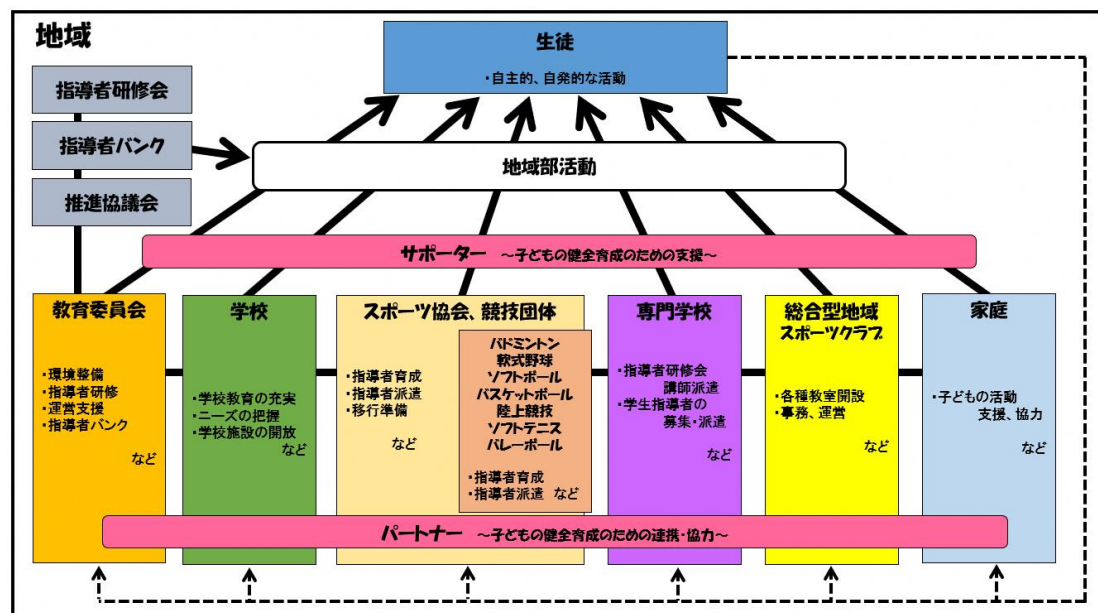 地域
生徒
・自主的、自発的な活動
指導者研修会
指導者バンク
推進協議会
地域部活動
サポーター ～子どもの健全育成のための支援～
教育委員会
・環境整備
・指導者研修
・運営支援
・指導者バンク
など
学校
・学校教育の充実
・ニーズの把握
・学校施設の開放
など
スポーツ協会、競技団体
・指導者育成
・指導者派遣
・移行準備
など
バドミントン
軟式野球
ソフトボール
バスケットボール
陸上競技
ソフトテニス
バレーボール
・指導者育成
・指導者派遣 など
専門学校
・指導者研修会
講師派遣
・学生指導者の
募集・派遣
など
総合型地域
スポーツクラブ
・各種教室開設
・事務、運営
など
家庭
・子どもの活動
支援、協力
など
パートナー ～子どもの健全育成のための連携・協力～